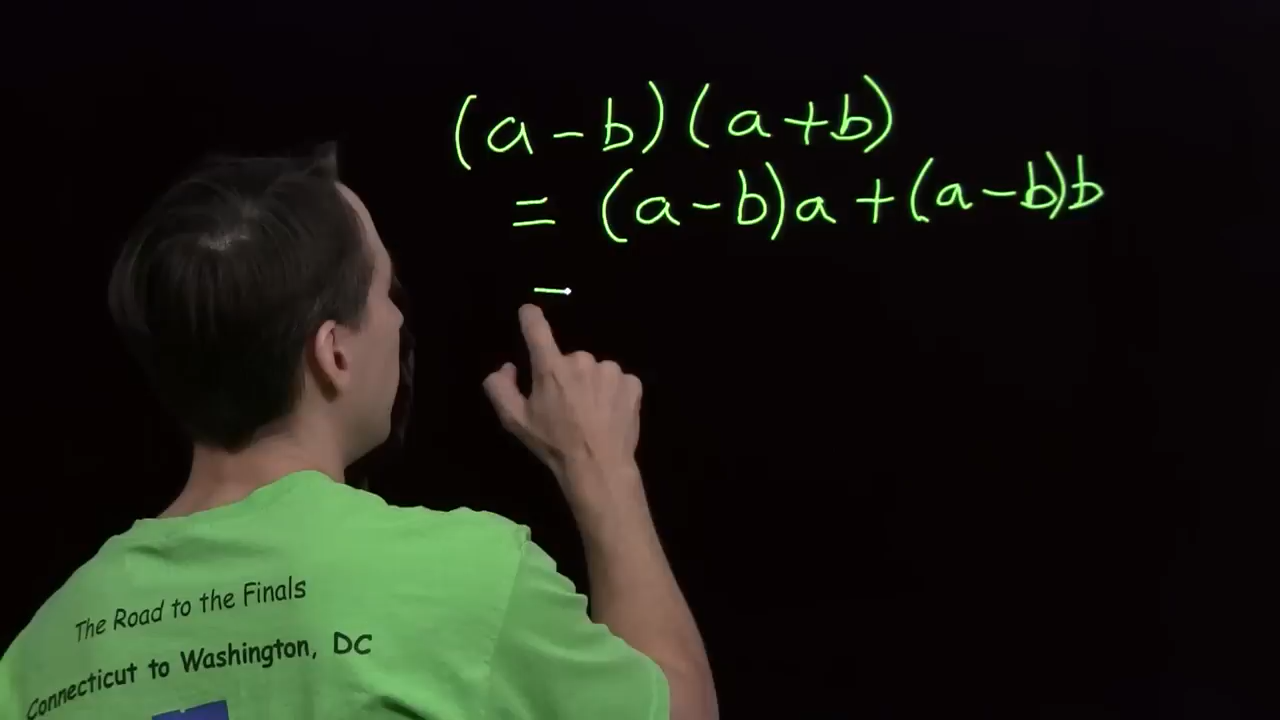 (a-b)(a+b)
= (a-b)a+(a-b)b
-
The Road to the Finals
Connecticut to Washington, DC